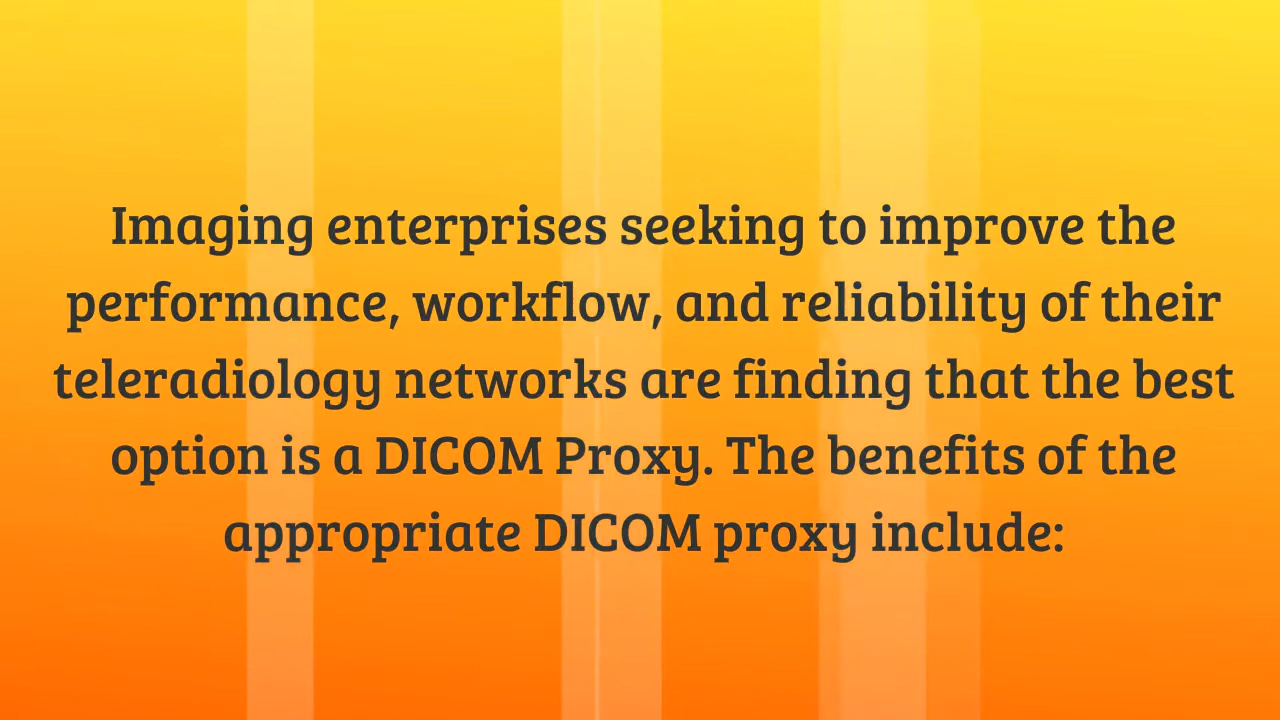 Imaging enterprises seeking to improve the
performance, workflow, and reliability of their
teleradiology networks are finding that the best
option is a DICOM Proxy. The benefits of the
appropriate DICOM proxy include: